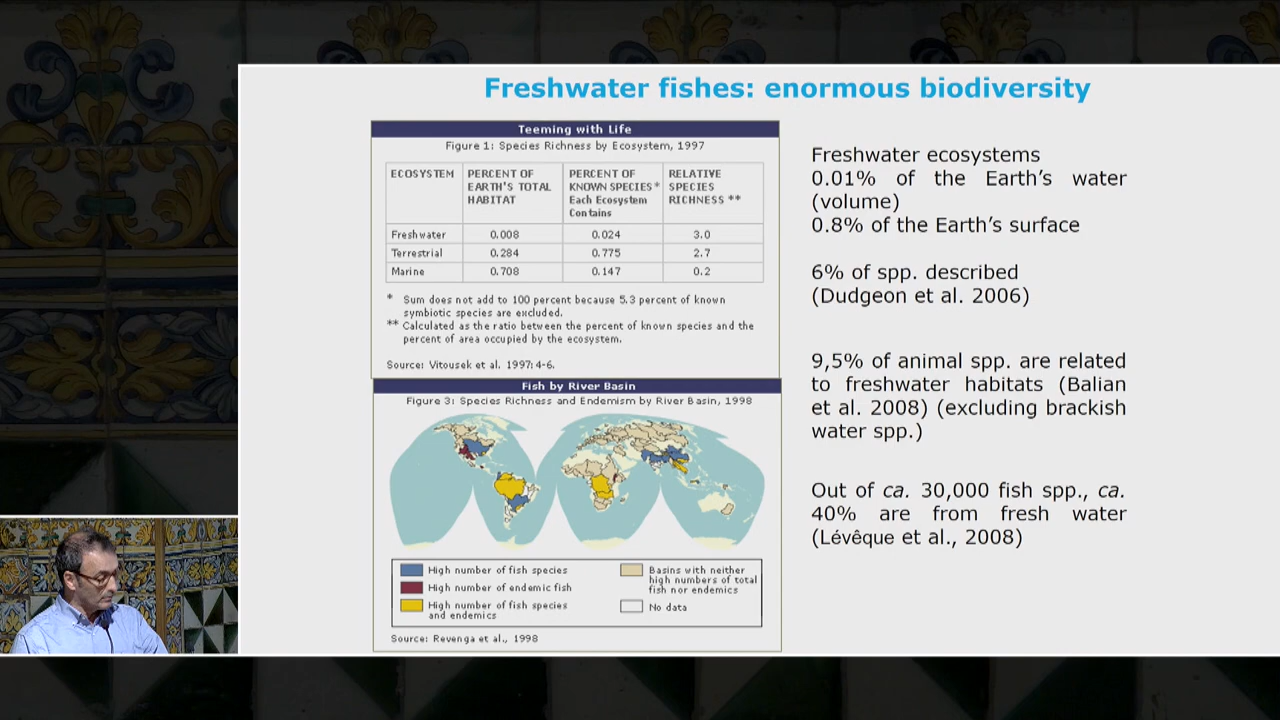 Freshwater fishes: enormous biodiversity
Teeming with Life
Figure 1: Species Richness by Ecosystem, 1997
ECOSYSTEM PERCENT OF EARTH'S TOTAL HABITAT PERCENT OF KNOWN SPECIES* Each Ecosystem Contains RELATIVE SPECIES RICHNESS **
Freshwater 0.008 0.024 3.0
Terrestrial 0.284 0.775 2.7
Marine 0.708 0.147 0.2
* Sum does not add to 100 percent because 5.3 percent of known
symbiotic species are excluded.
** Calculated as the ratio between the percent of known species and the
percent of area occupied by the ecosystem.
Source: Vitousek et al. 1997:4-6.
Fish by River Basin
Figure 3: Species Richness and Endemism by River Basin, 1998
High number of fish species
High number of endemic fish
High number of fish species
and endemics
Basins with neither
high numbers of total
fish nor endemics
No data
Source: Revenga et al., 1998
Freshwater ecosystems
0.01% of the Earth's water
(volume)
0.8% of the Earth's surface
6% of spp. described
(Dudgeon et al. 2006)
9,5% of animal spp. are related
to freshwater habitats (Balian
et al. 2008) (excluding brackish
water spp.)
Out of ca. 30,000 fish spp., ca.
40% are from fresh water
(Lévêque et al., 2008)